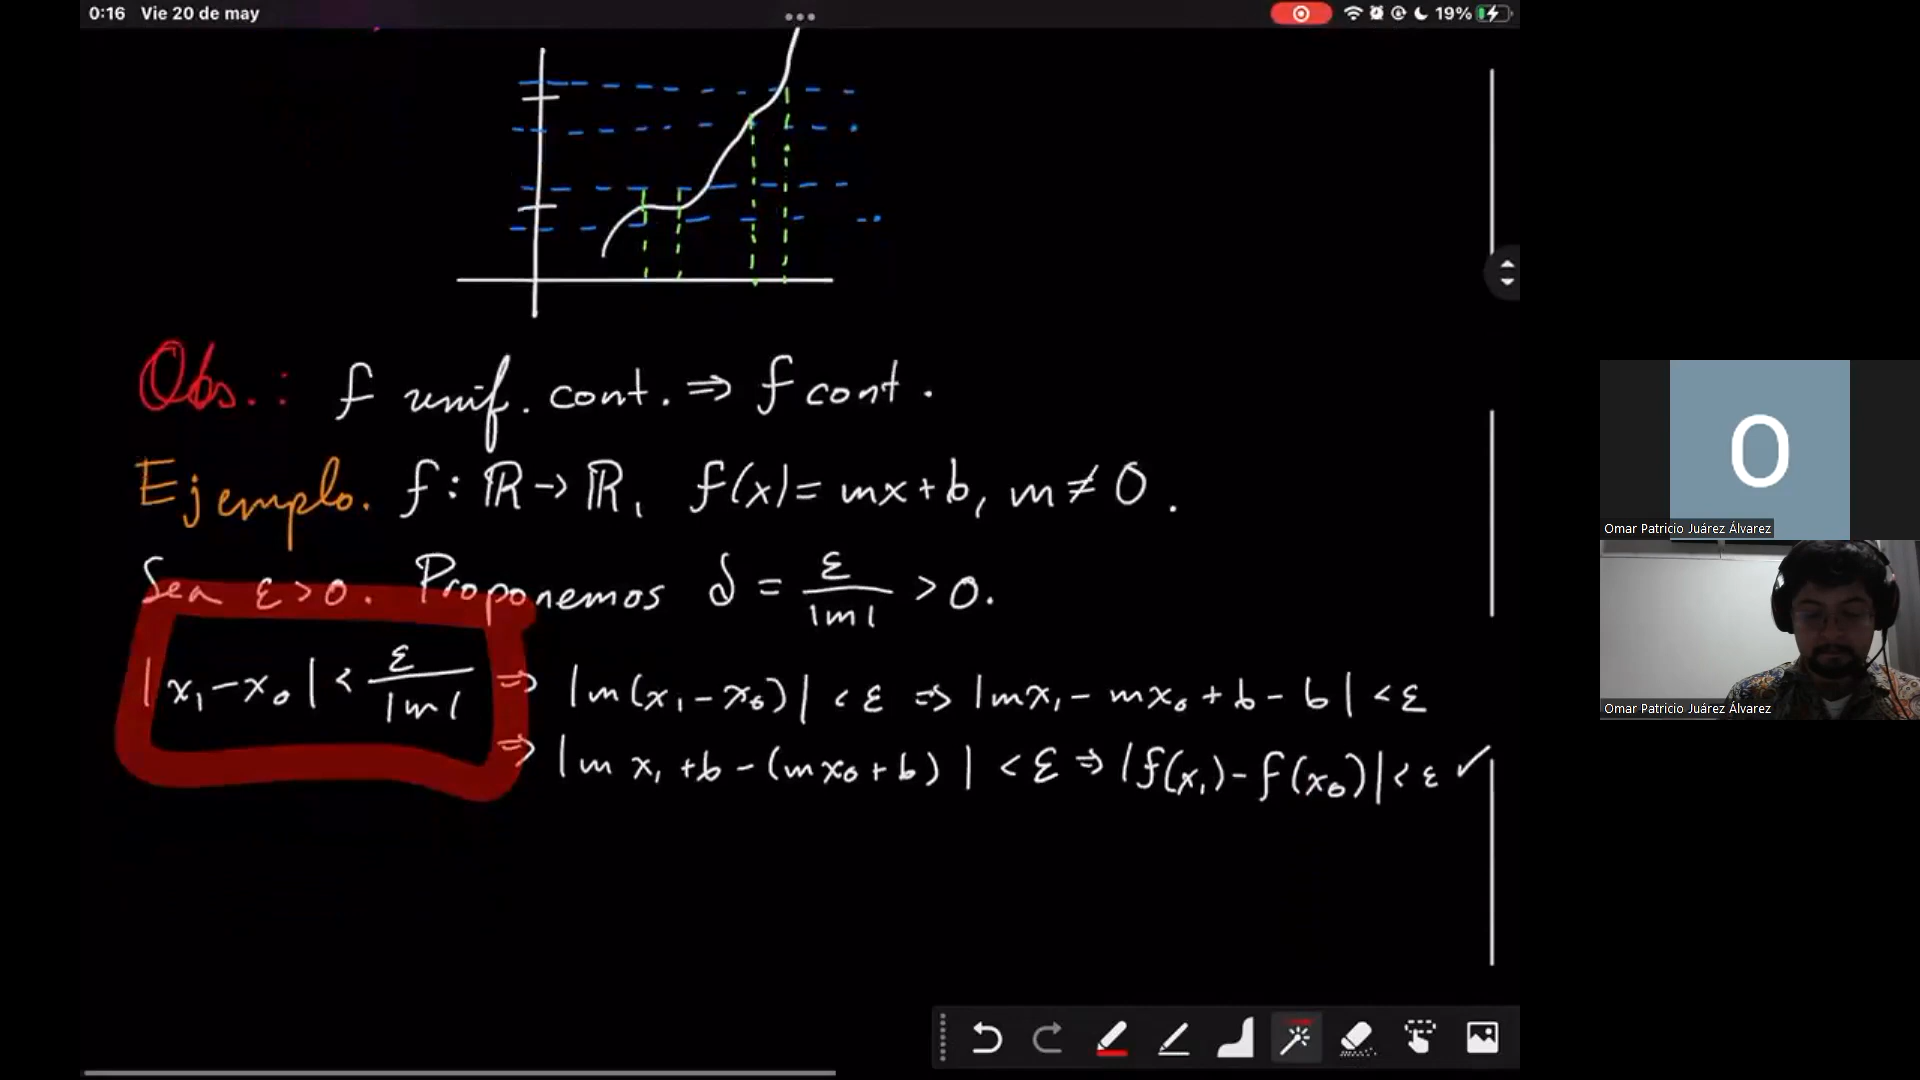 0:16 Vie 20 de may
19%
Obs.: f unif. cont. ⇒ f cont.
Ejemplo. f: ℝ → ℝ, f(x) = mx + b, m ≠ 0.
Sea ε > 0. Proponemos δ = ε/|m| > 0.
|x₁ - x₀| < ε/|m| ⇒ |m(x₁ - x₀)| < ε ⇒ |mx₁ - mx₀ + b - b| < ε
⇒ |mx₁ + b - (mx₀ + b)| < ε ⇒ |f(x₁) - f(x₀)| < ε ✓
O
Omar Patricio Juárez Álvarez
Omar Patricio Juárez Álvarez